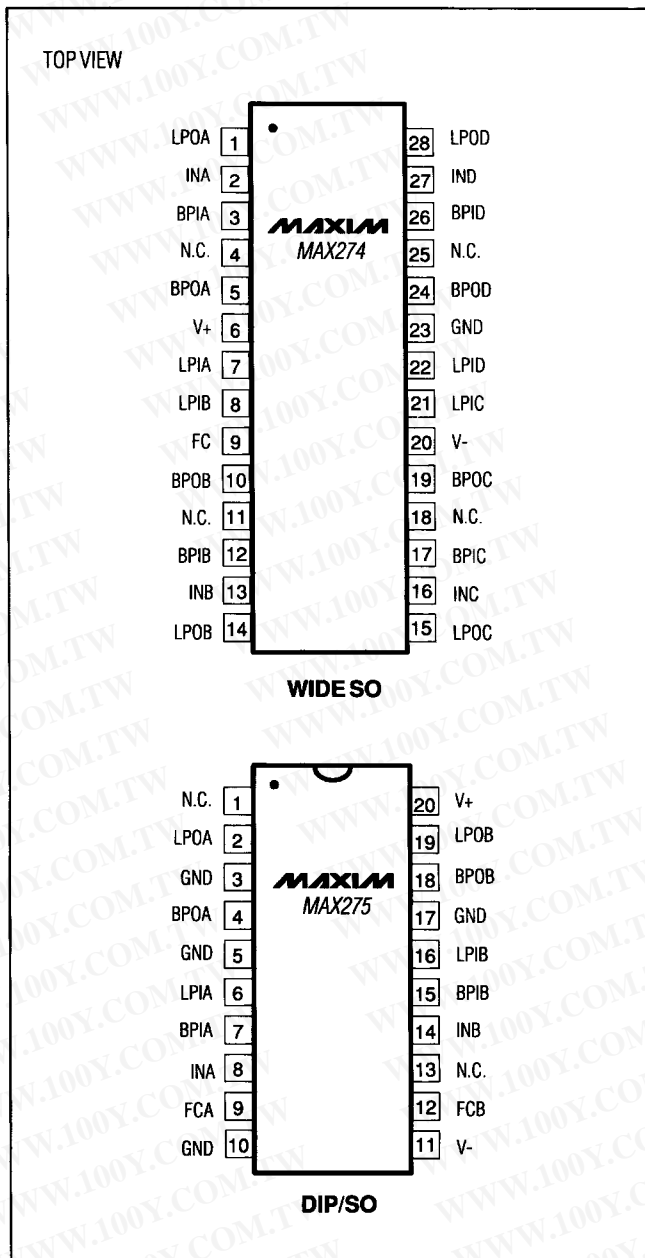 TOP VIEW
LPOA 1 28 LPOD
INA 2 27 IND
BPIA 3 26 BPID
MAXIM
N.C. 4 MAX274 25 N.C.
BPOA 5 24 BPOD
V+ 6 23 GND
LPIA 7 22 LPID
LPIB 8 21 LPIC
FC 9 20 V-
BPOB 10 19 BPOC
N.C. 11 18 N.C.
BPIB 12 17 BPIC
INB 13 16 INC
LPOB 14 15 LPOC
WIDE SO
N.C. 1 20 V+
LPOA 2 19 LPOB
GND 3 MAXIM 18 BPOB
BPOA 4 MAX275 17 GND
GND 5 16 LPIB
LPIA 6 15 BPIB
BPIA 7 14 INB
INA 8 13 N.C.
FCA 9 12 FCB
GND 10 11 V-
DIP/SO
WWW.100Y.COM.TW